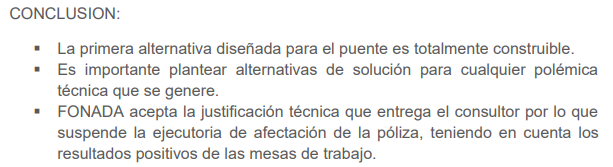 CONCLUSION:
▪ La primera alternativa diseñada para el puente es totalmente construible.
▪ Es importante plantear alternativas de solución para cualquier polémica
técnica que se genere.
▪ FONADA acepta la justificación técnica que entrega el consultor por lo que
suspende la ejecutoria de afectación de la póliza, teniendo en cuenta los
resultados positivos de las mesas de trabajo.